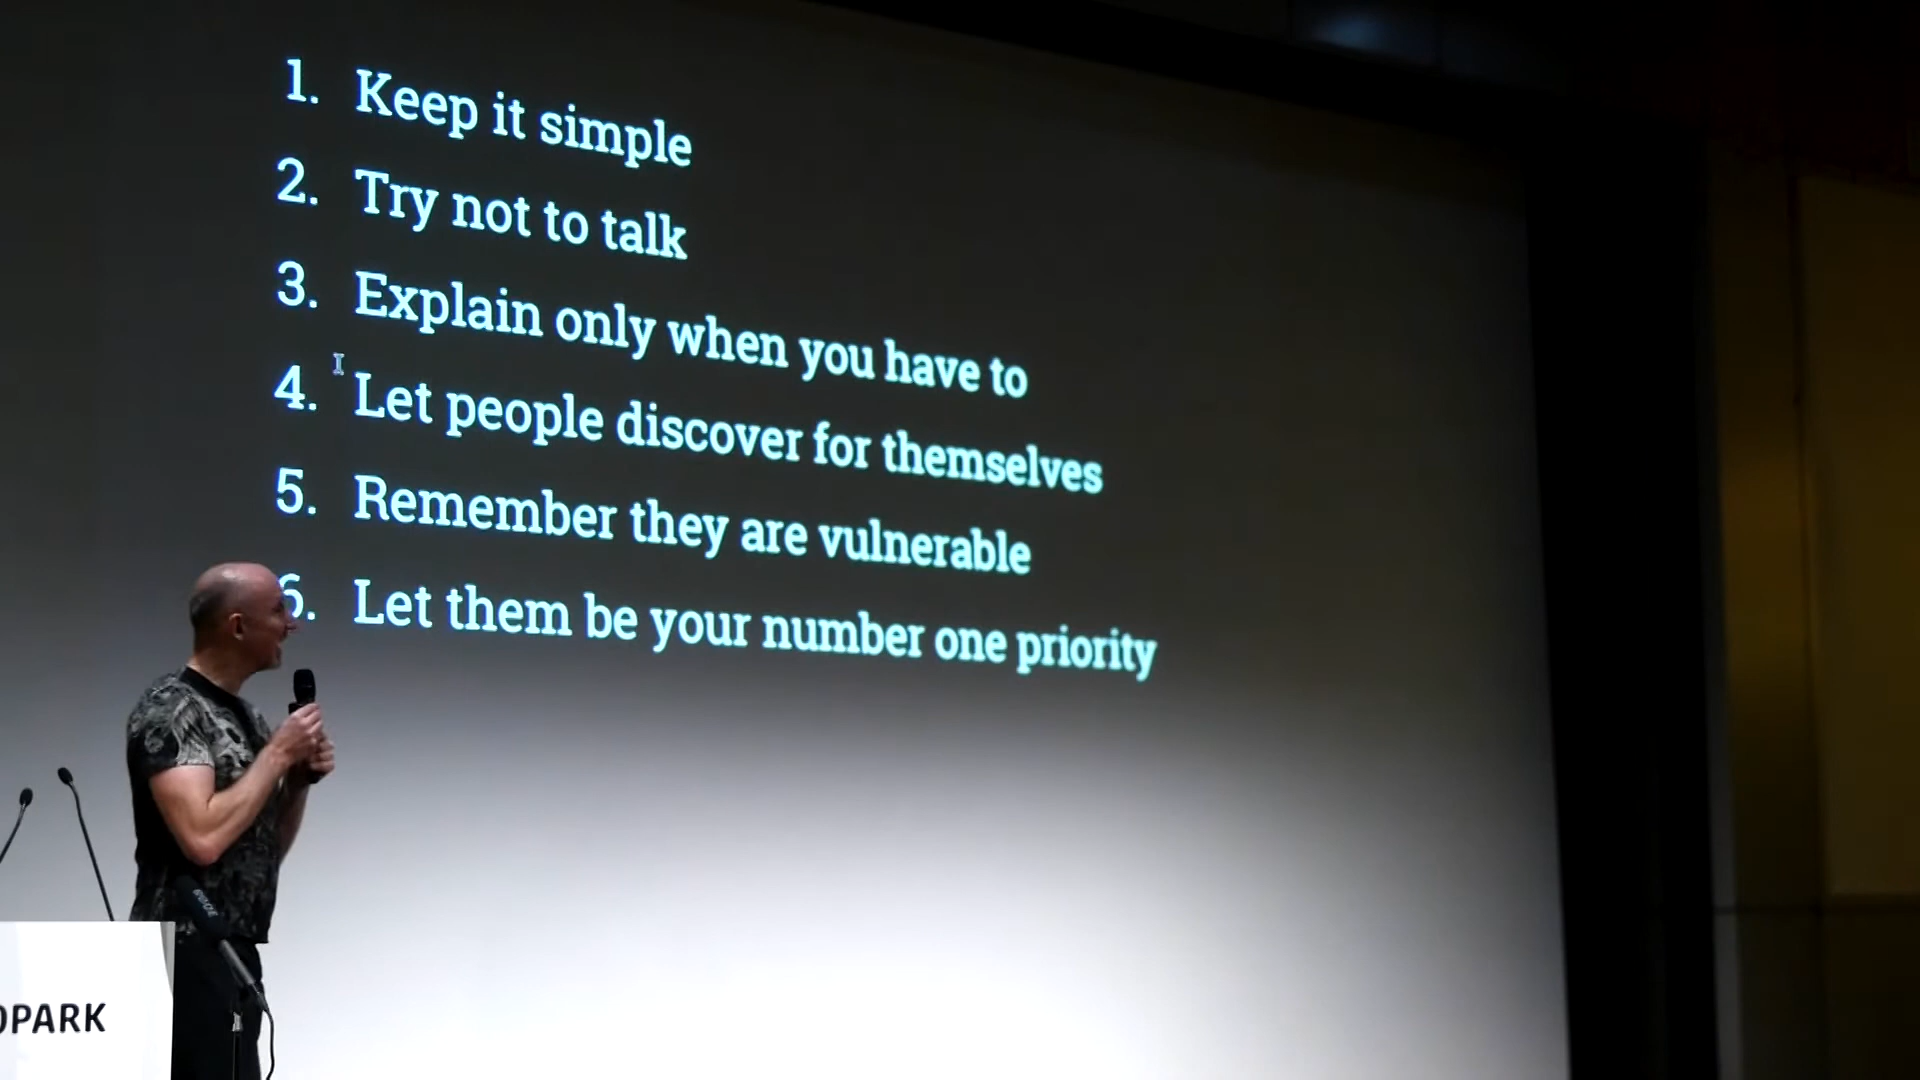 1. Keep it simple
2. Try not to talk
3. Explain only when you have to
4. Let people discover for themselves
5. Remember they are vulnerable
6. Let them be your number one priority
OPARK